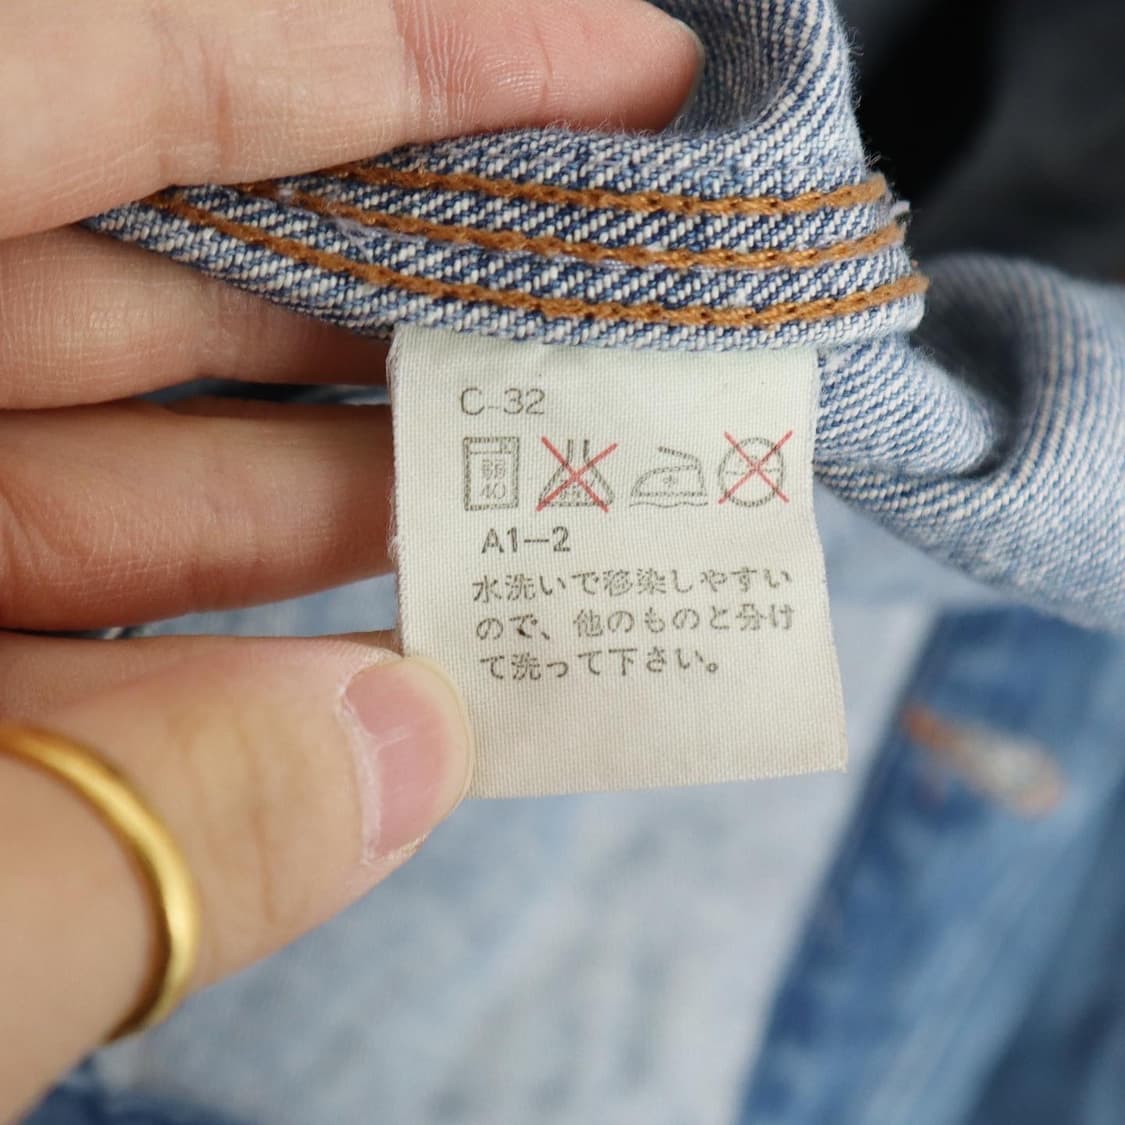 C-32
弱
40
A1-2
水洗いで移染しやすい
ので、他のものと分け
て洗って下さい。